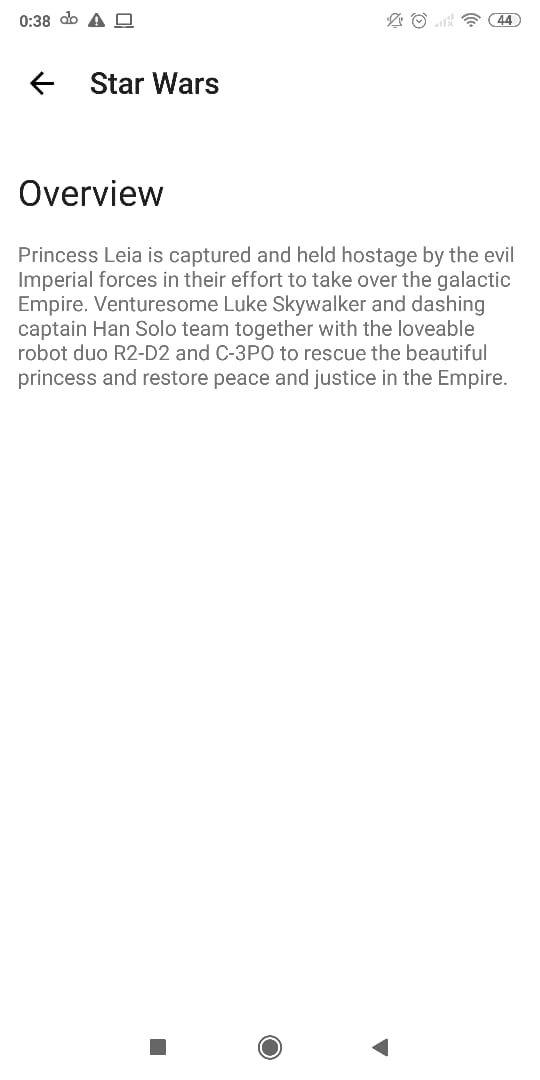 0:38
44
Star Wars
Overview
Princess Leia is captured and held hostage by the evil
Imperial forces in their effort to take over the galactic
Empire. Venturesome Luke Skywalker and dashing
captain Han Solo team together with the loveable
robot duo R2-D2 and C-3PO to rescue the beautiful
princess and restore peace and justice in the Empire.